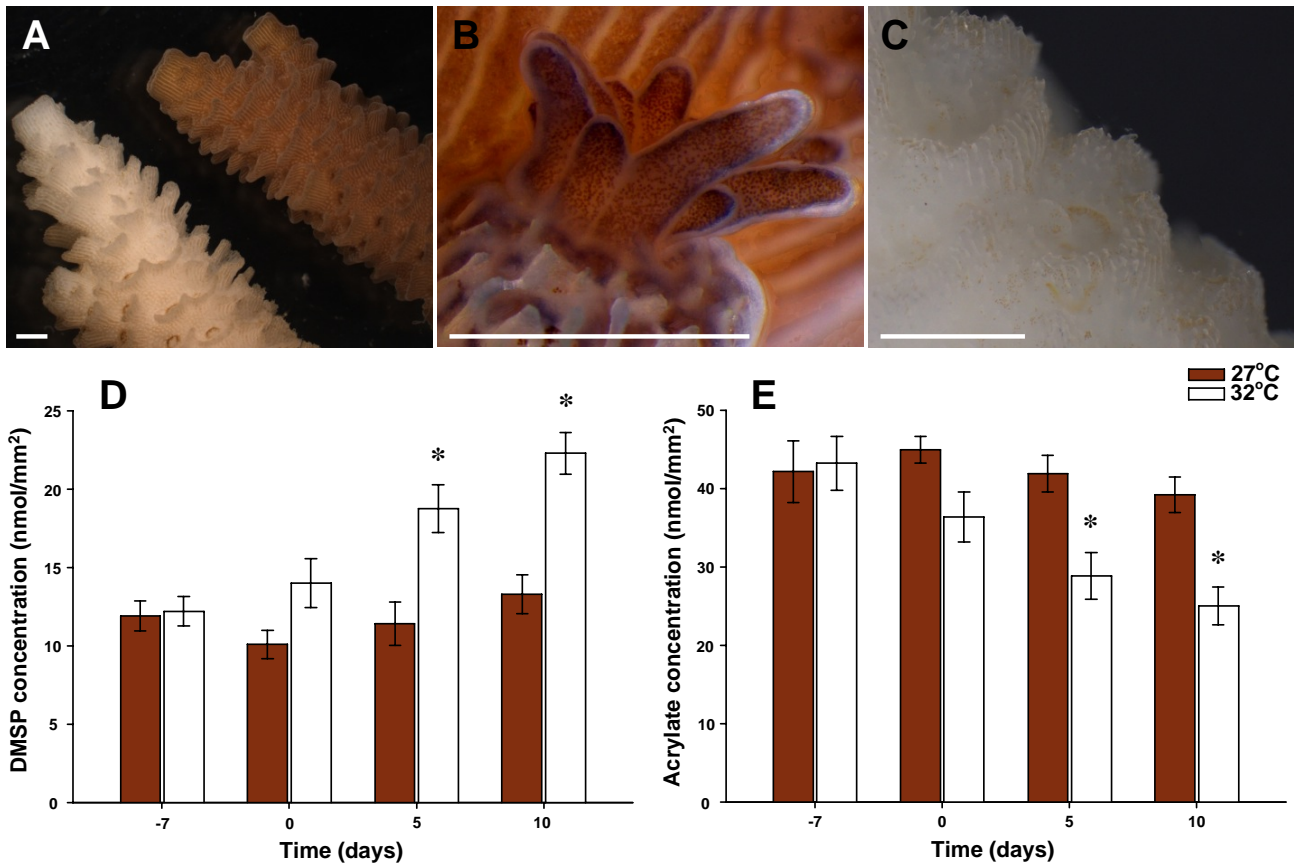 A
B
C
D
DMSP concentration (nmol/mm²)
25
20
15
10
5
0
*
*
-7
0
5
10
Time (days)
E
27°C
32°C
Acrylate concentration (nmol/mm²)
50
40
30
20
10
0
*
*
-7
0
5
10
Time (days)